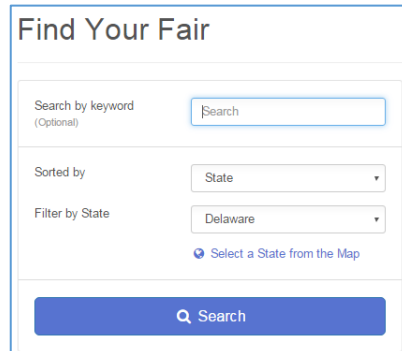 Find Your Fair
Search by keyword
(Optional)
Search
Sorted by
State
Filter by State
Delaware
Select a State from the Map
Search